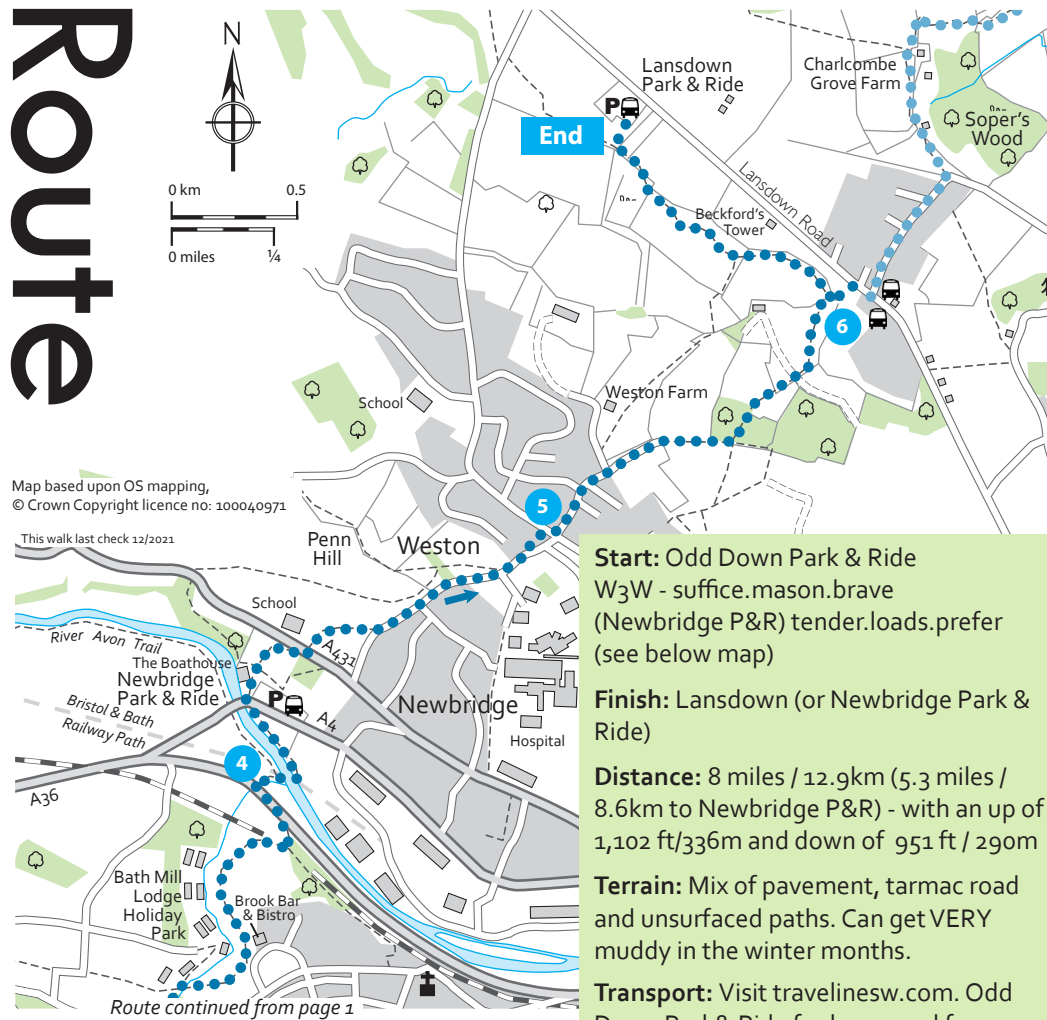 Route
N
0 km 0.5
0 miles ¼
Lansdown
Park & Ride
P
End
Charlcombe
Grove Farm
Soper's
Wood
Lansdown Road
Beckford's
Tower
6
School
Weston Farm
Map based upon OS mapping,
© Crown Copyright licence no: 100040971
5
This walk last check 12/2021
Penn
Hill
Weston
School
River Avon Trail
A431
The Boathouse
Newbridge
Park & Ride
P
A4
Newbridge
Bristol & Bath
Railway Path
Hospital
4
A36
Bath Mill
Lodge
Holiday
Park
Brook Bar
& Bistro
Route continued from page 1
Start: Odd Down Park & Ride
W3W - suffice.mason.brave
(Newbridge P&R) tender.loads.prefer
(see below map)
Finish: Lansdown (or Newbridge Park &
Ride)
Distance: 8 miles / 12.9km (5.3 miles /
8.6km to Newbridge P&R) - with an up of
1,102 ft/336m and down of 951 ft / 290m
Terrain: Mix of pavement, tarmac road
and unsurfaced paths. Can get VERY
muddy in the winter months.
Transport: Visit travelinesw.com. Odd